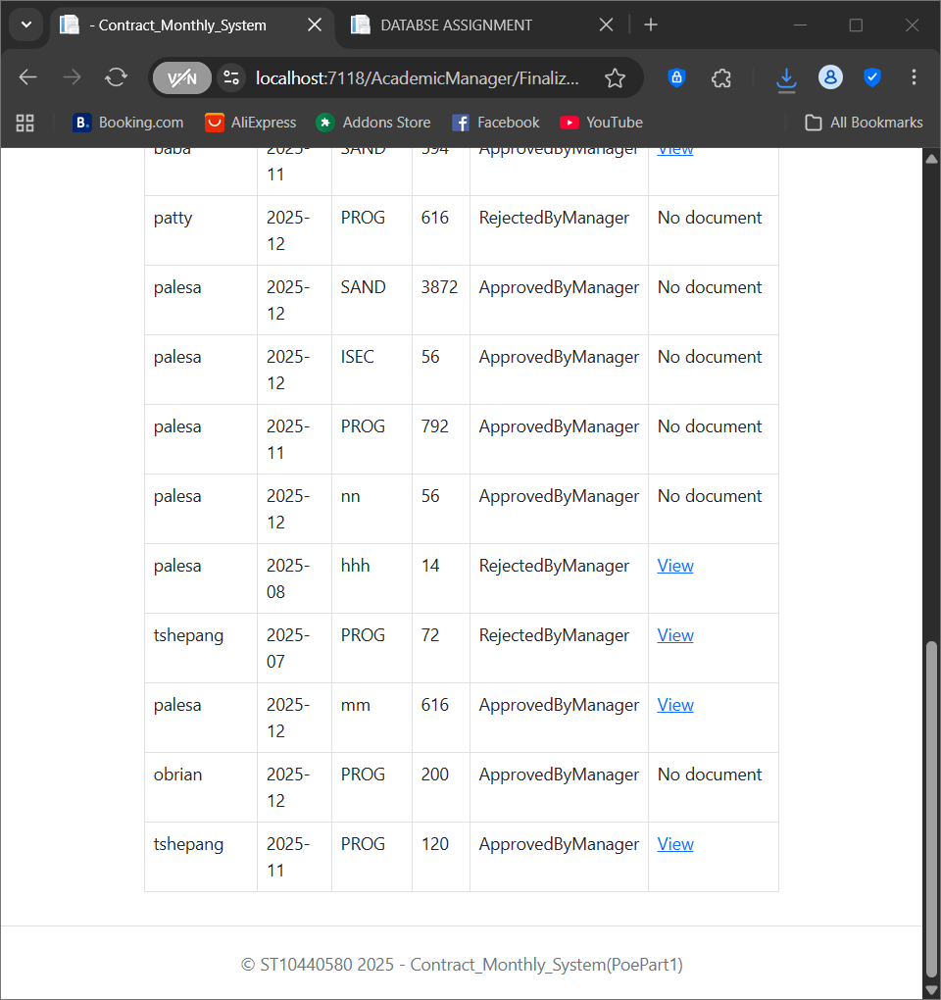 - Contract_Monthly_System
DATABSE ASSIGNMENT
VPN
localhost:7118/AcademicManager/Finaliz...
B.
Booking.com
AliExpress
Addons Store
Facebook
YouTube
All Bookmarks
baba 2025- SAND 594 ApprovedByManager View
11
patty 2025- PROG 616 RejectedByManager No document
12
palesa 2025- SAND 3872 ApprovedByManager No document
12
palesa 2025- ISEC 56 ApprovedByManager No document
12
palesa 2025- PROG 792 ApprovedByManager No document
11
palesa 2025- nn 56 ApprovedByManager No document
12
palesa 2025- hhh 14 RejectedByManager View
08
tshepang 2025- PROG 72 RejectedByManager View
07
palesa 2025- mm 616 ApprovedByManager View
12
obrian 2025- PROG 200 ApprovedByManager No document
12
tshepang 2025- PROG 120 ApprovedByManager View
11
© ST10440580 2025 - Contract_Monthly_System(PoePart1)